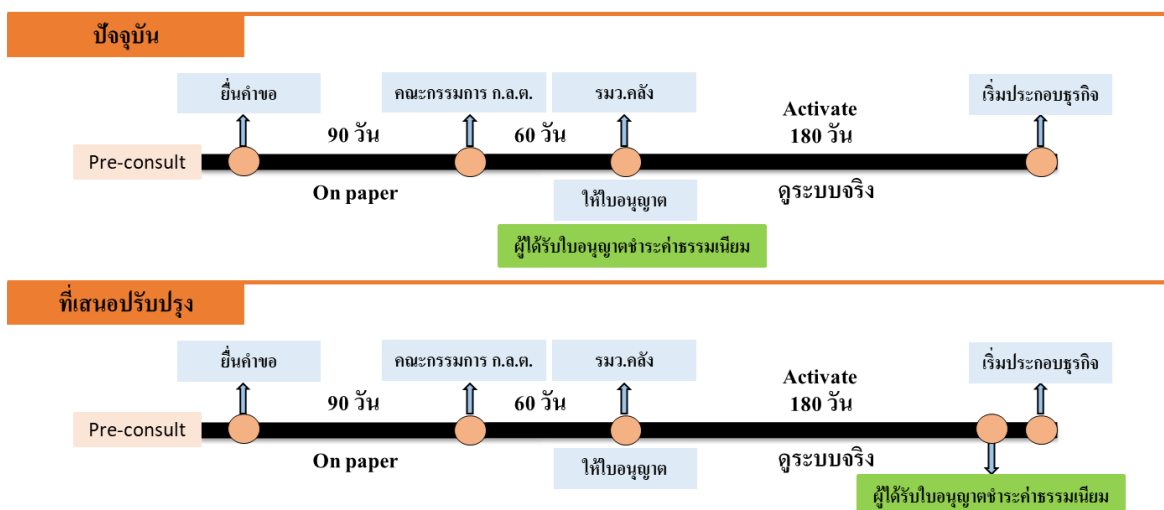 ปัจจุบัน
ยื่นคำขอ
คณะกรรมการ ก.ล.ต.
รมว.คลัง
เริ่มประกอบธุรกิจ
90 วัน
60 วัน
Activate
180 วัน
Pre-consult
On paper
ให้ใบอนุญาต
ดูระบบจริง
ผู้ได้รับใบอนุญาตชำระค่าธรรมเนียม
ที่เสนอปรับปรุง
ยื่นคำขอ
คณะกรรมการ ก.ล.ต.
รมว.คลัง
เริ่มประกอบธุรกิจ
90 วัน
60 วัน
Activate
180 วัน
Pre-consult
On paper
ให้ใบอนุญาต
ดูระบบจริง
ผู้ได้รับใบอนุญาตชำระค่าธรรมเนียม